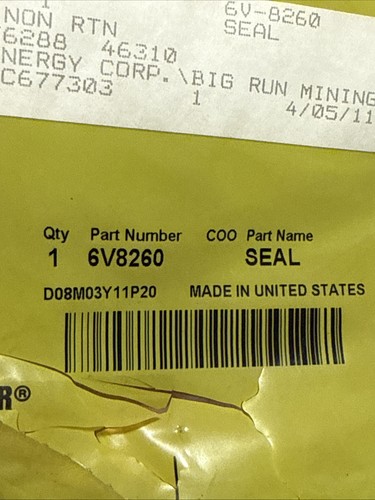 1 6V-8260
NON RTN SEAL
6288 46310
NERGY CORP.\BIG RUN MINING
C677303 1 4/05/11
Qty Part Number COO Part Name
1 6V8260 SEAL
D08M03Y11P20 MADE IN UNITED STATES
R®